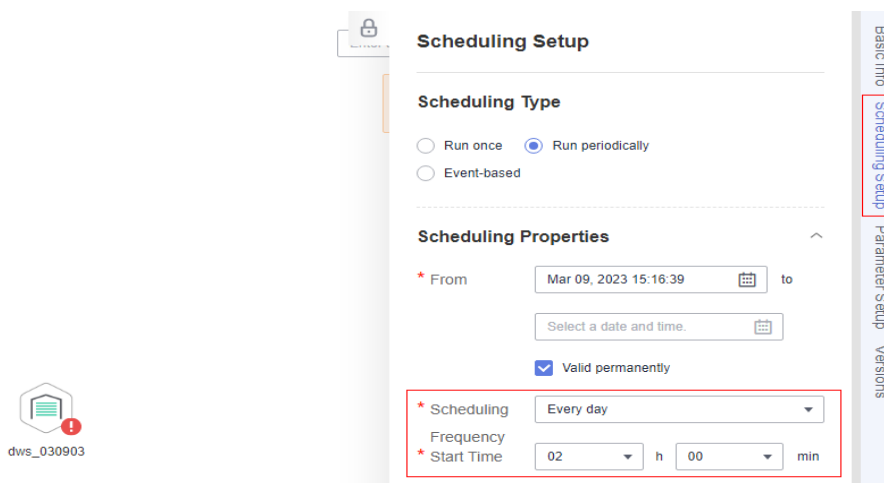 Scheduling Setup
Scheduling Type
Run once
Run periodically
Event-based
Scheduling Properties
* From
Mar 09, 2023 15:16:39
to
Select a date and time.
Valid permanently
* Scheduling
Frequency
Every day
* Start Time
02
h
00
min
dws_030903
Basic Info
Scheduling Setup
Parameter Setup
Versions